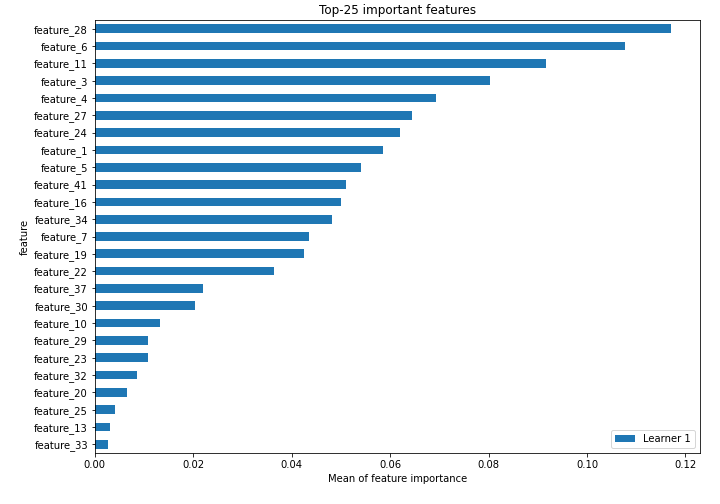 Top-25 important features
feature_28
feature_6
feature_11
feature_3
feature_4
feature_27
feature_24
feature_1
feature_5
feature_41
feature_16
feature_34
feature_7
feature_19
feature_22
feature_37
feature_30
feature_10
feature_29
feature_23
feature_32
feature_20
feature_25
feature_13
feature_33
feature
Learner 1
0.00 0.02 0.04 0.06 0.08 0.10 0.12
Mean of feature importance